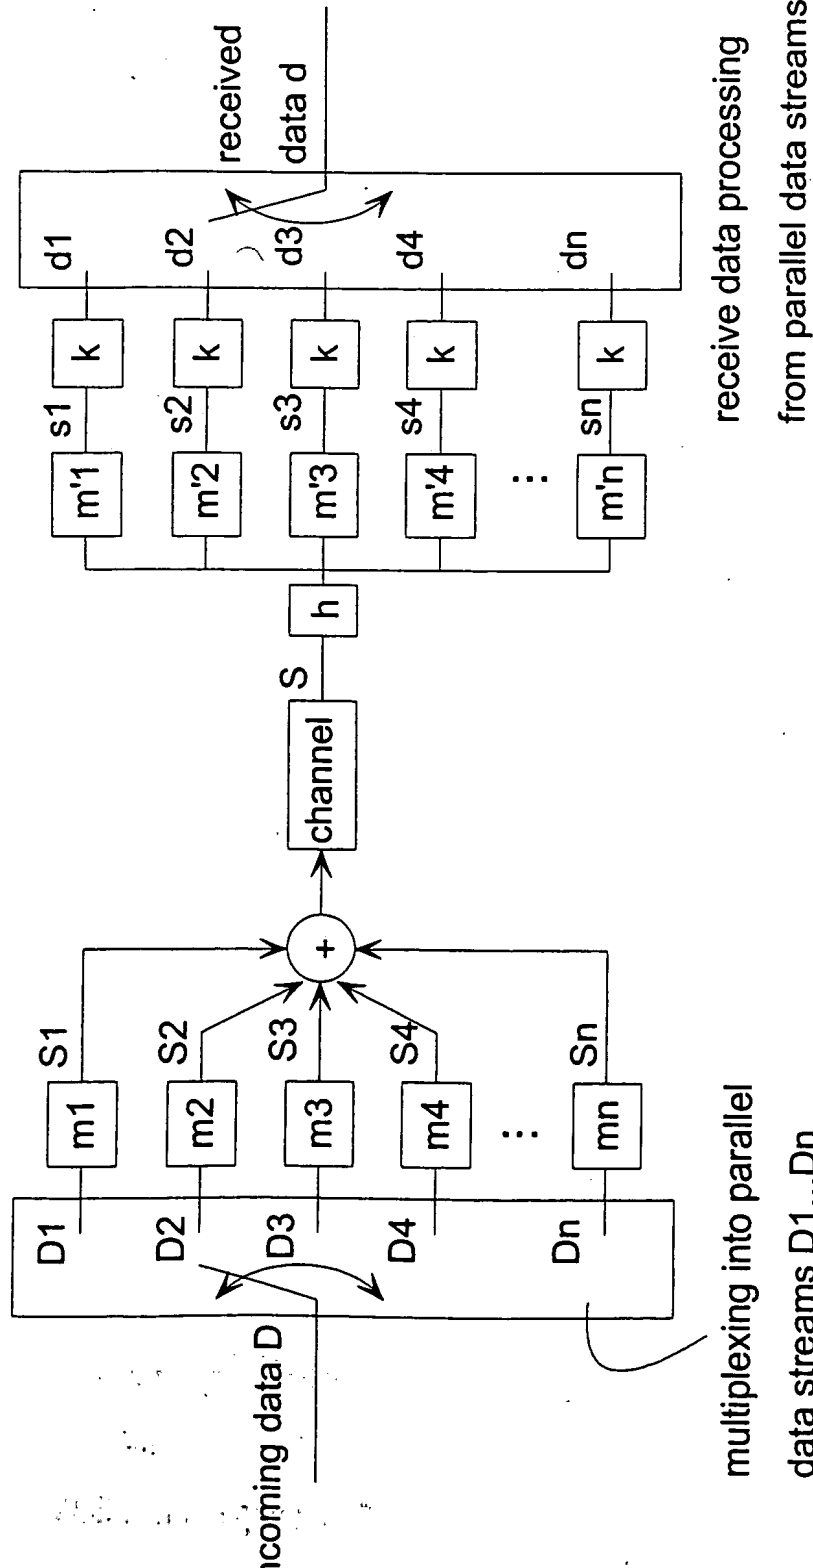 ncoming data D
D1
D2
D3
D4
Dn
m1
m2
m3
m4
...
mn
S1
S2
S3
S4
Sn
+
channel
S
h
m'1
m'2
m'3
m'4
...
m'n
s1
s2
s3
s4
sn
k
k
k
k
k
d1
d2
d3
d4
dn
received
data d
multiplexing into parallel
data streams D1...Dn
receive data processing
from parallel data streams